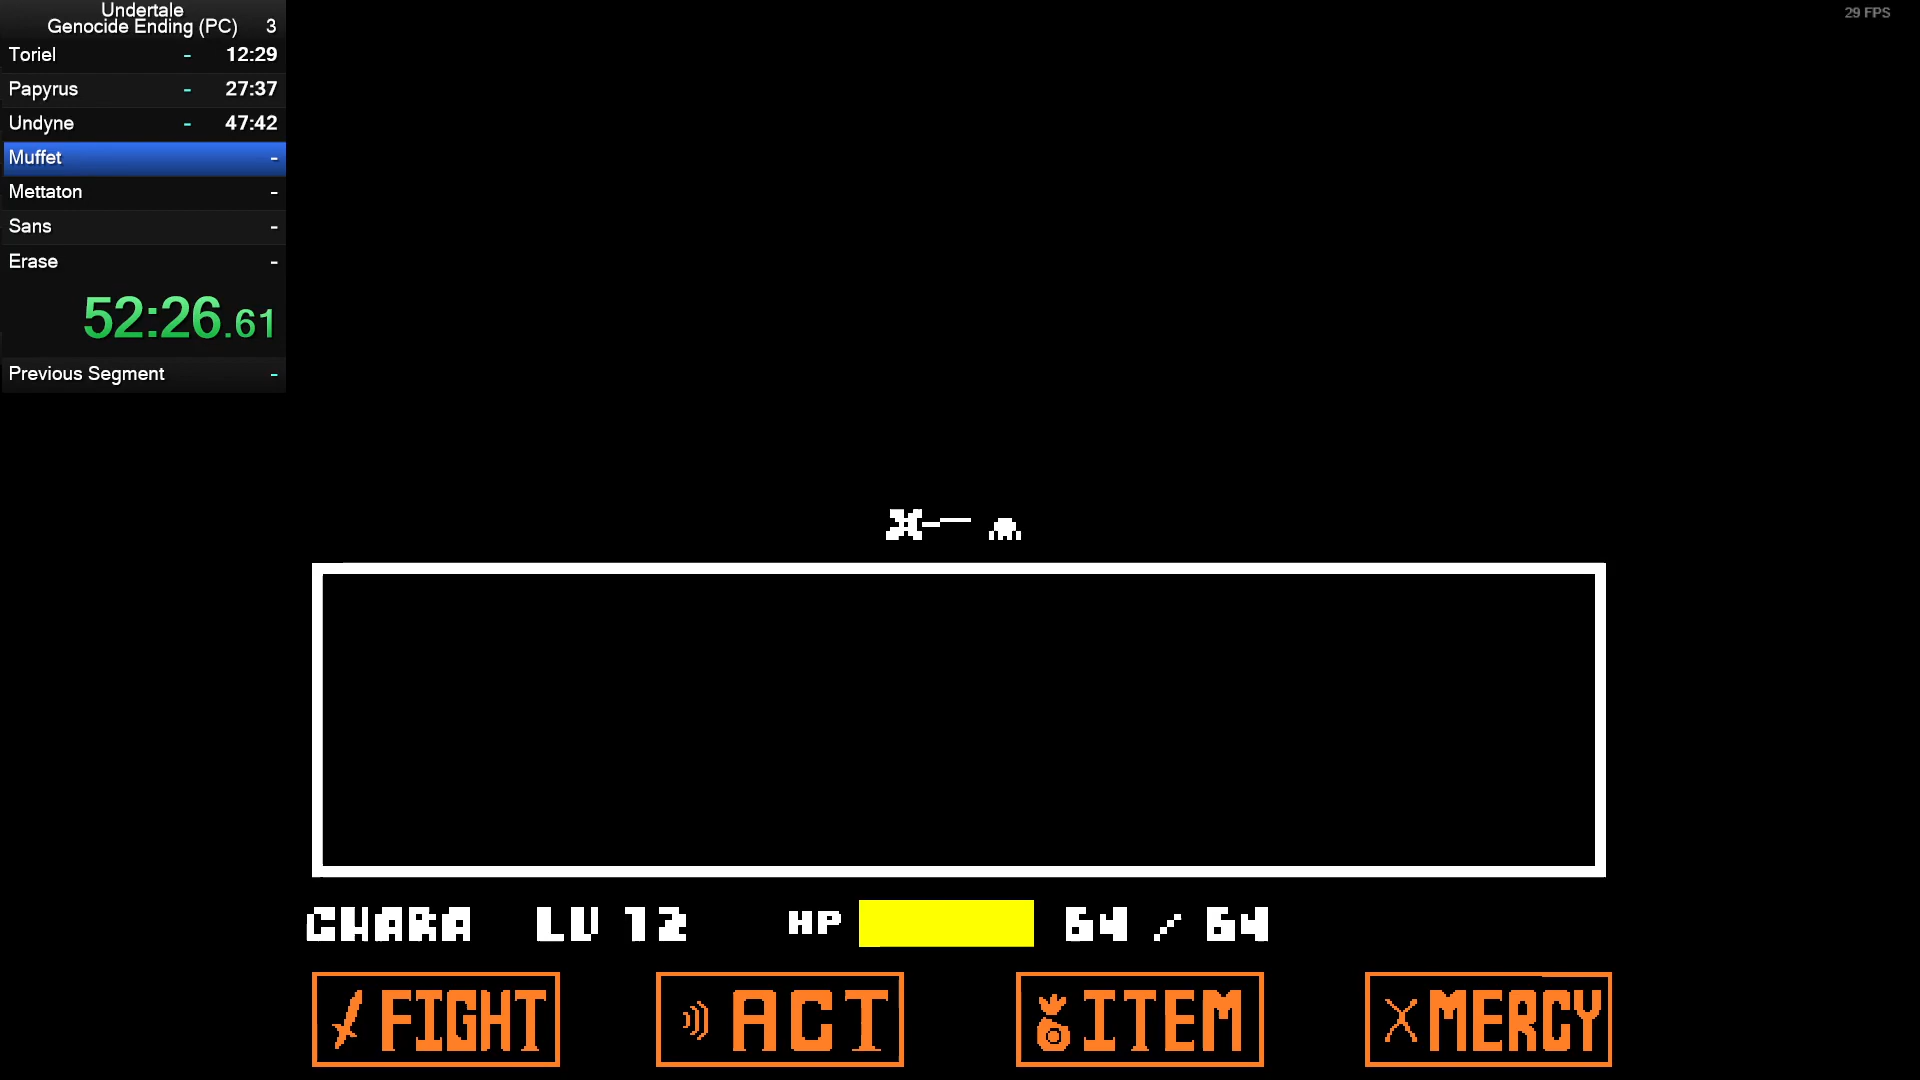 Undertale
Genocide Ending (PC) 3
Toriel - 12:29
Papyrus - 27:37
Undyne - 47:42
Muffet -
Mettaton -
Sans -
Erase -
52:26.61
Previous Segment -
29 FPS
CHARA LV 12 HP 64 / 64
FIGHT ACT ITEM MERCY